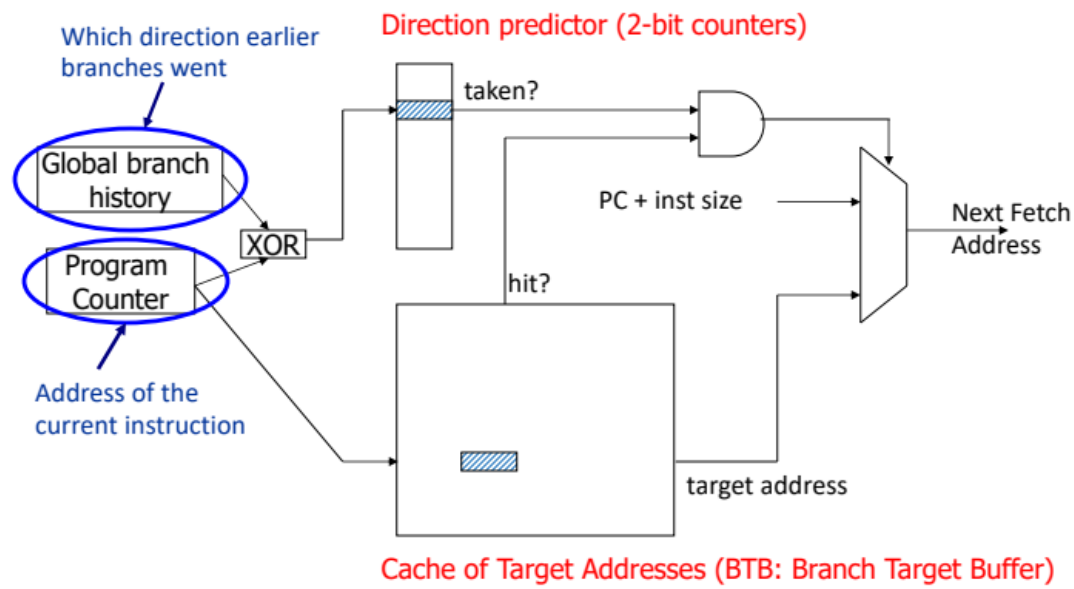 Direction predictor (2-bit counters)
Which direction earlier
branches went
taken?
Global branch
history
PC + inst size
Next Fetch
Address
XOR
Program
Counter
hit?
Address of the
current instruction
target address
Cache of Target Addresses (BTB: Branch Target Buffer)